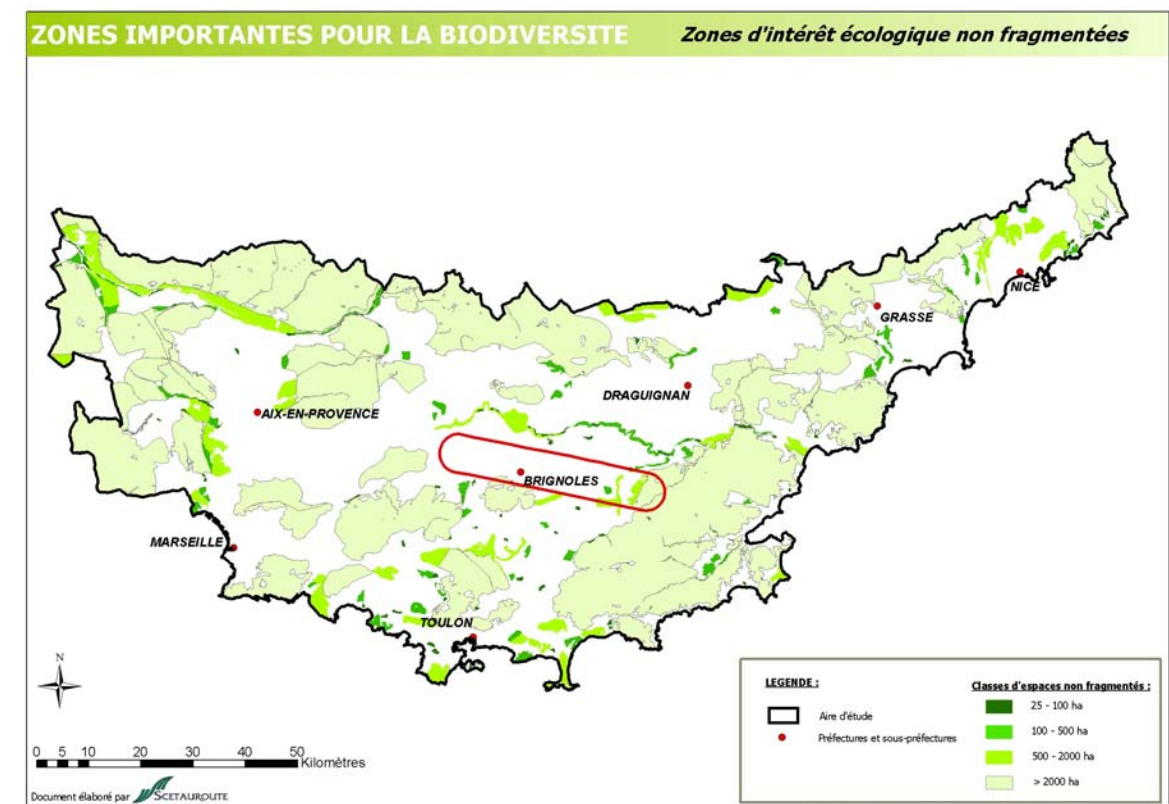 ZONES IMPORTANTES POUR LA BIODIVERSITE
Zones d'intérêt écologique non fragmentées
NICE
GRASSE
DRAGUIGNAN
AIX-EN-PROVENCE
BRIGNOLES
MARSEILLE
TOULON
N
0 5 10 20 30 40 50
Kilomètres
Document élaboré par SCETAUROUTE
LEGENDE :
Aire d'étude
Préfectures et sous-préfectures
Classes d'espaces non fragmentés :
25 - 100 ha
100 - 500 ha
500 - 2000 ha
> 2000 ha